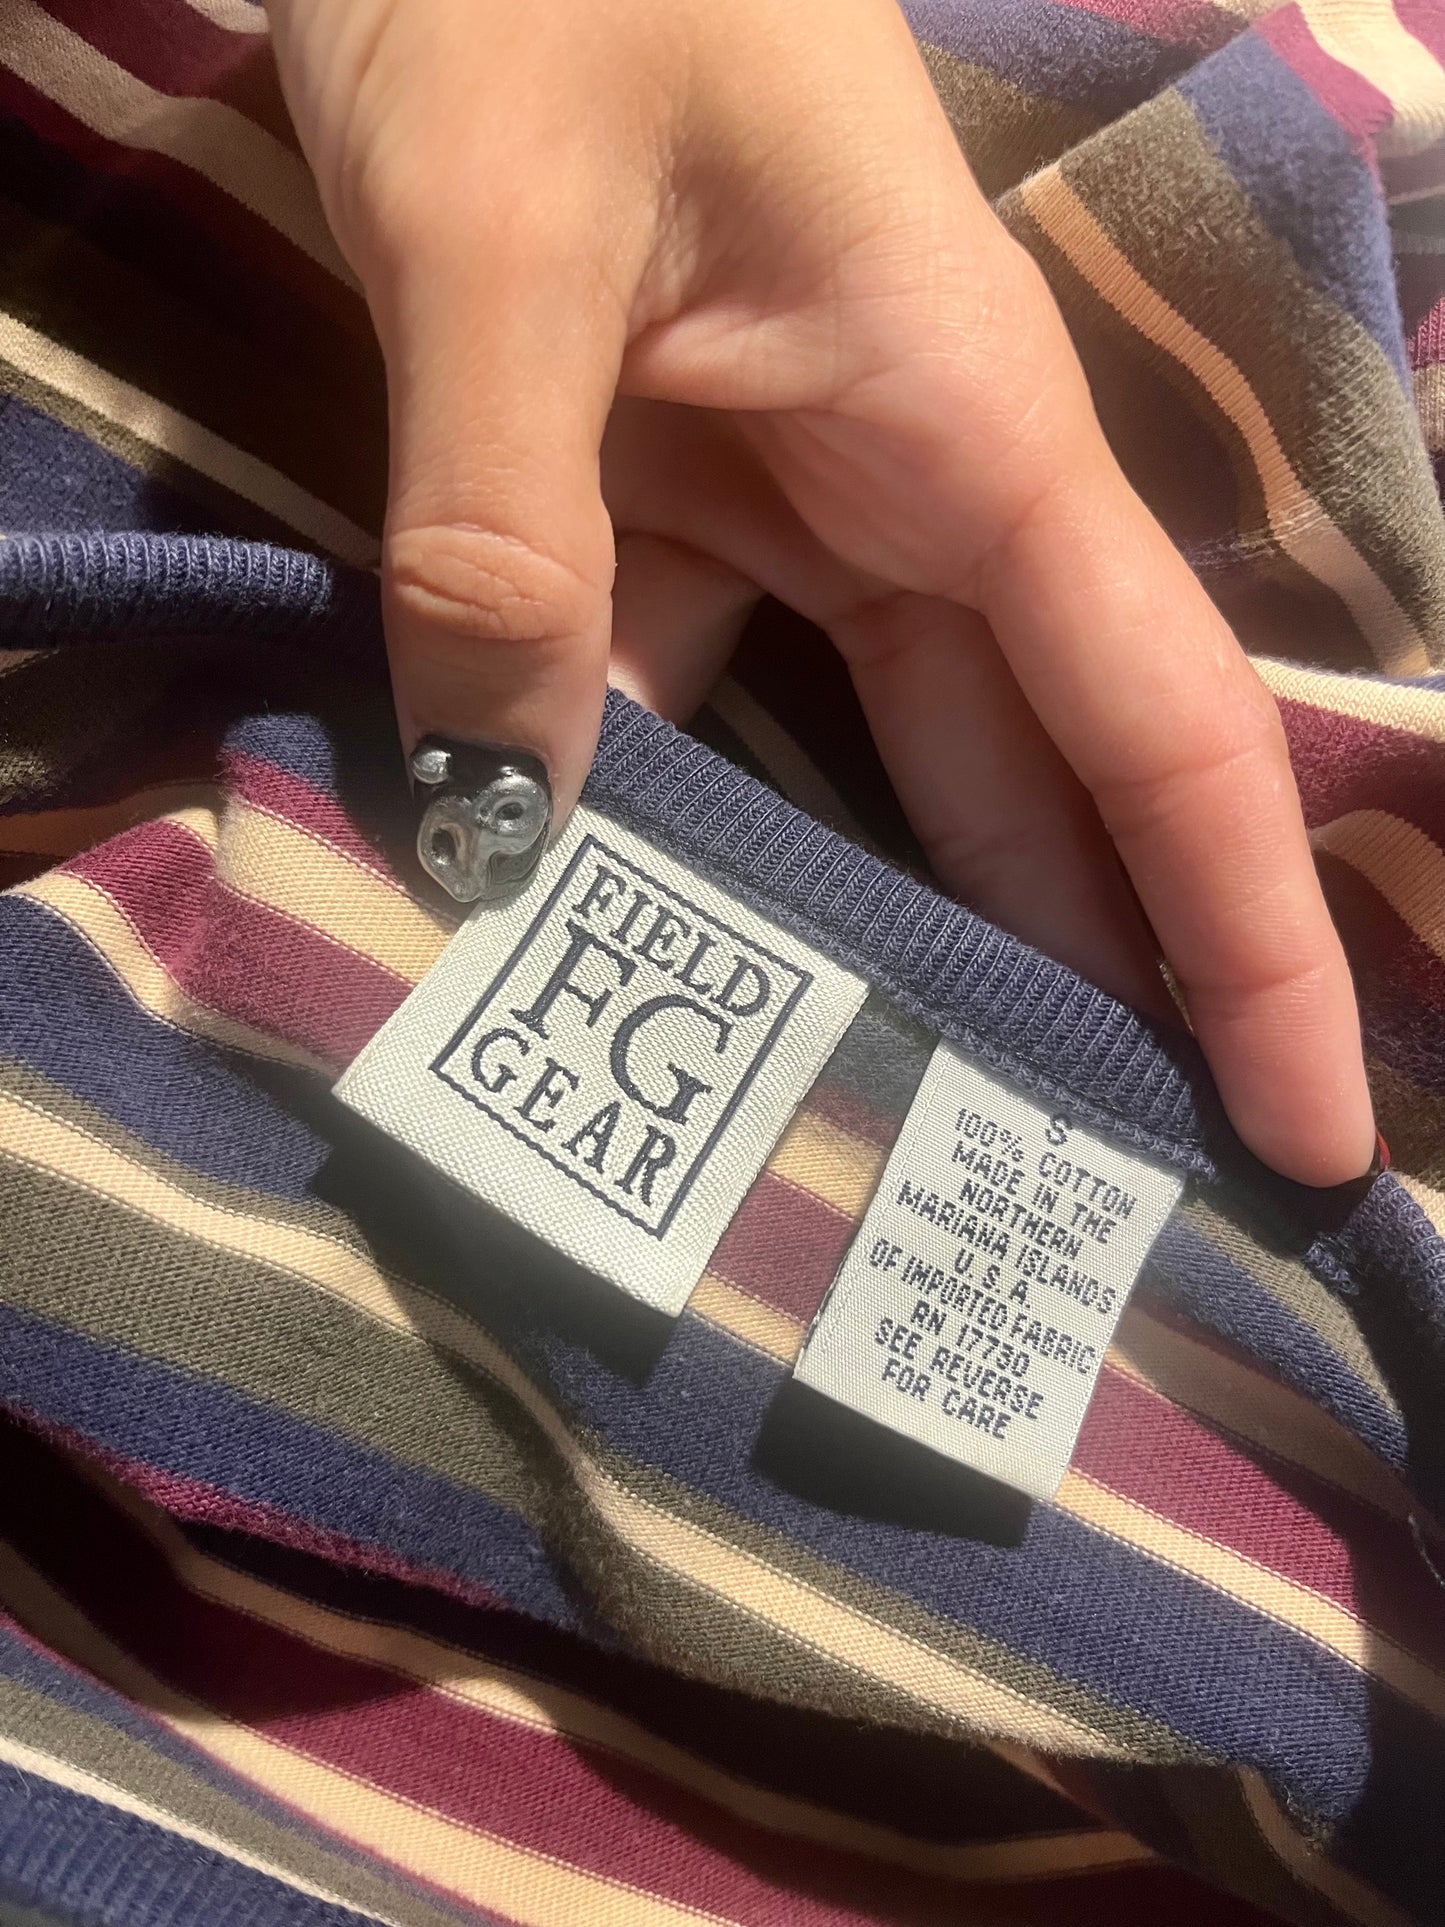 FIELD
FG
GEAR
S
100% COTTON
MADE IN THE
NORTHERN
MARIANA ISLANDS
U.S.A.
OF IMPORTED FABRIC
RN 17730
SEE REVERSE
FOR CARE